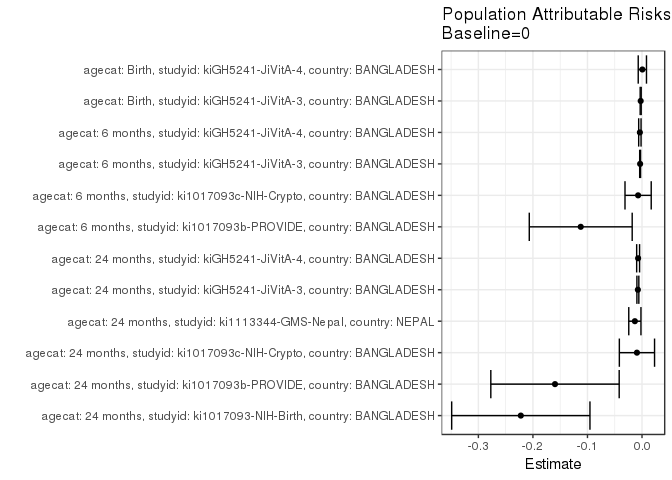 Population Attributable Risks
Baseline=0
agecat: Birth, studyid: kiGH5241-JiVitA-4, country: BANGLADESH
agecat: Birth, studyid: kiGH5241-JiVitA-3, country: BANGLADESH
agecat: 6 months, studyid: kiGH5241-JiVitA-4, country: BANGLADESH
agecat: 6 months, studyid: kiGH5241-JiVitA-3, country: BANGLADESH
agecat: 6 months, studyid: ki1017093c-NIH-Crypto, country: BANGLADESH
agecat: 6 months, studyid: ki1017093b-PROVIDE, country: BANGLADESH
agecat: 24 months, studyid: kiGH5241-JiVitA-4, country: BANGLADESH
agecat: 24 months, studyid: kiGH5241-JiVitA-3, country: BANGLADESH
agecat: 24 months, studyid: ki1113344-GMS-Nepal, country: NEPAL
agecat: 24 months, studyid: ki1017093c-NIH-Crypto, country: BANGLADESH
agecat: 24 months, studyid: ki1017093b-PROVIDE, country: BANGLADESH
agecat: 24 months, studyid: ki1017093-NIH-Birth, country: BANGLADESH
-0.3 -0.2 -0.1 0.0
Estimate